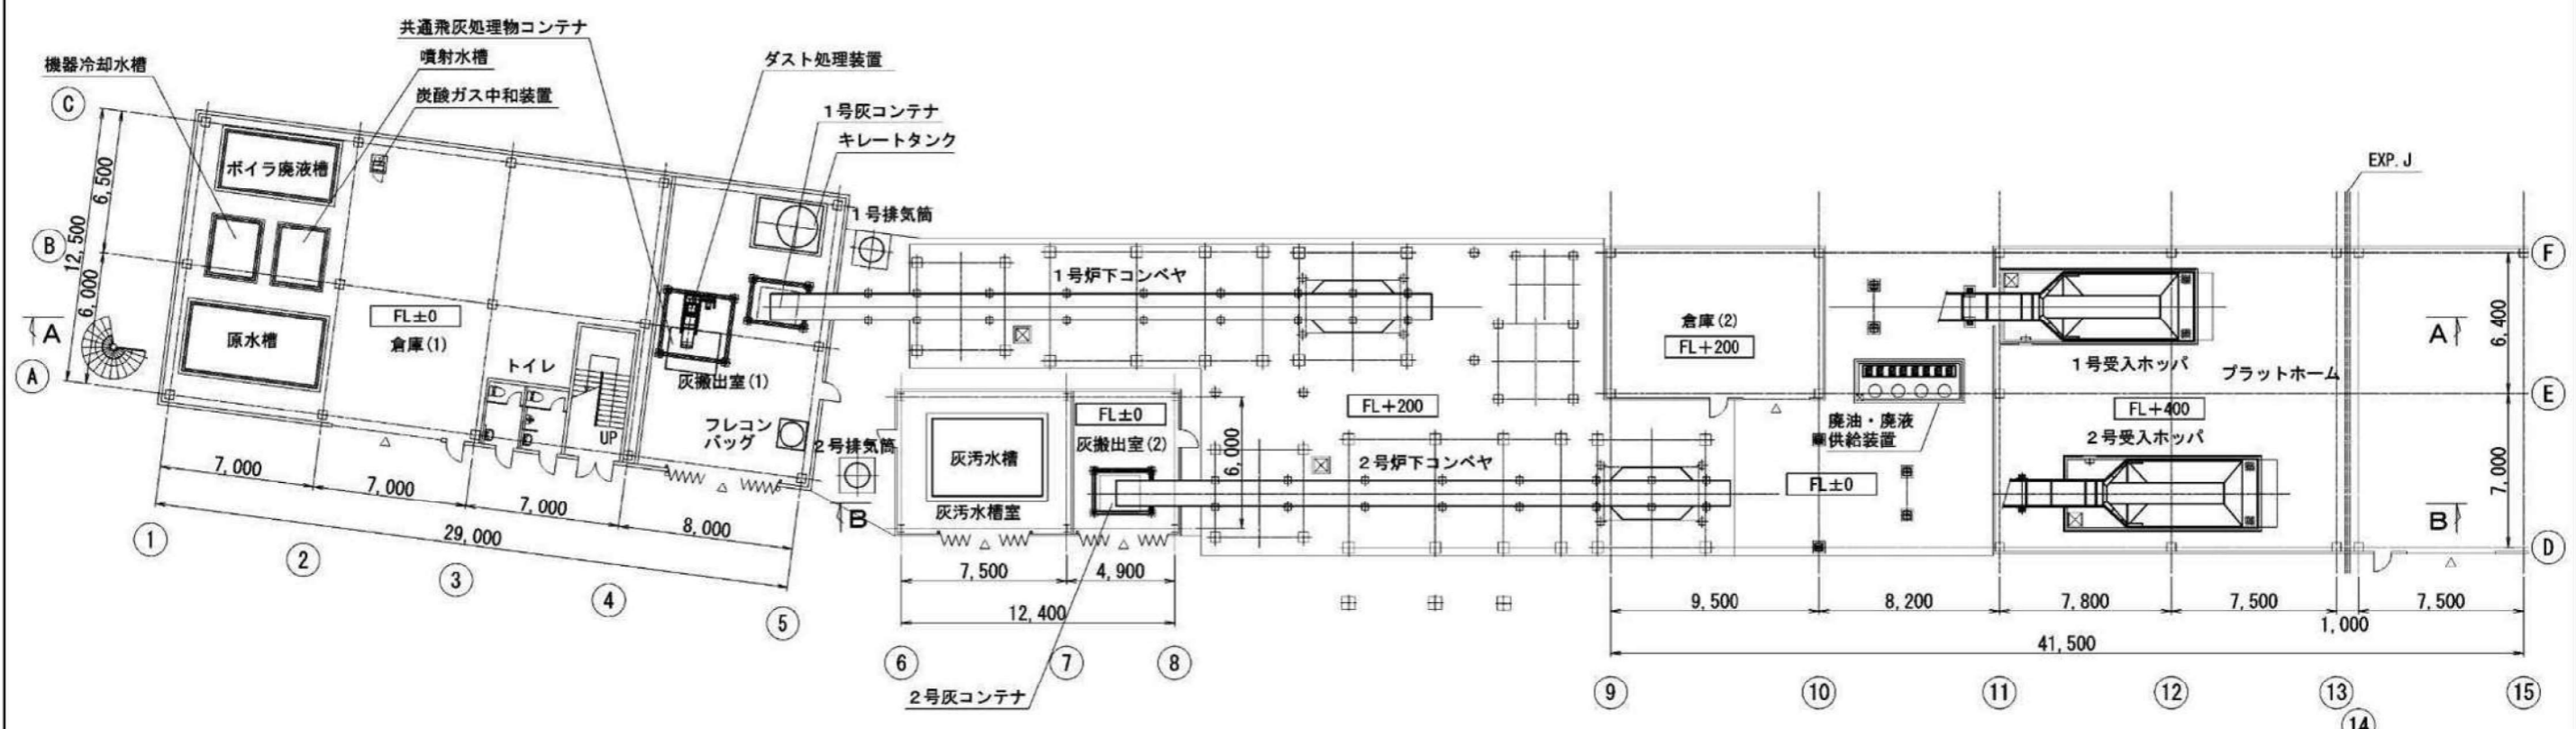 共通飛灰処理物コンテナ
機器冷却水槽
噴射水槽
炭酸ガス中和装置
ダスト処理装置
1号灰コンテナ
キレートタンク
C
B
A
6,500
12,500
6,000
A
ボイラ廃液槽
原水槽
FL±0
倉庫(1)
トイレ
UP
灰搬出室(1)
フレコン
バッグ
1号排気筒
2号排気筒
B
7,000
7,000
7,000
8,000
29,000
1
2
3
4
5
1号炉下コンベヤ
灰汚水槽
灰汚水槽室
FL±0
灰搬出室(2)
6,000
2号炉下コンベヤ
FL+200
7,500
4,900
12,400
6
7
8
2号灰コンテナ
倉庫(2)
FL+200
廃油・廃液
供給装置
FL±0
1号受入ホッパ
プラットホーム
FL+400
2号受入ホッパ
EXP.J
A
B
F
E
D
6,400
7,000
9,500
8,200
7,800
7,500
1,000
7,500
41,500
9
10
11
12
13
14
15